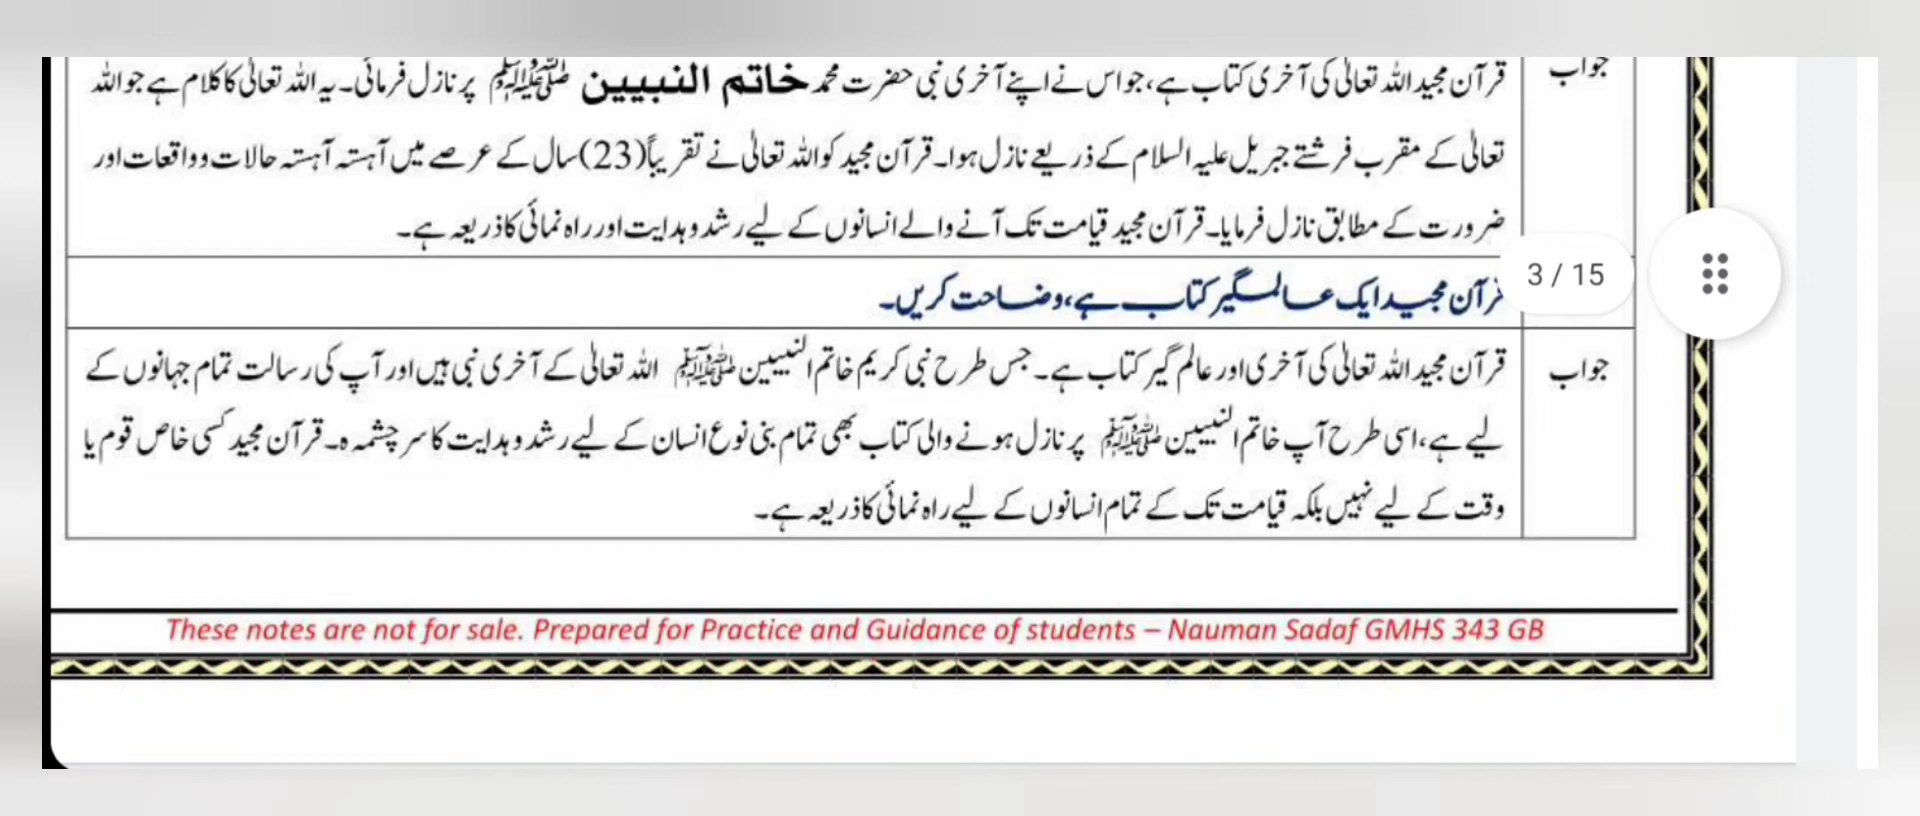 جواب
قرآن مجید اللہ تعالیٰ کی آخری کتاب ہے، جو اس نے اپنے آخری نبی حضرت محمد خاتم النبیین ﷺ پر نازل فرمائی۔ یہ اللہ تعالیٰ کا کلام ہے جو اللہ
تعالیٰ کے مقرب فرشتے جبریل علیہ السلام کے ذریعے نازل ہوا۔ قرآن مجید کو اللہ تعالیٰ نے تقریباً (23) سال کے عرصے میں آہستہ آہستہ حالات و واقعات اور
ضرورت کے مطابق نازل فرمایا۔ قرآن مجید قیامت تک آنے والے انسانوں کے لیے رشد و ہدایت اور راہ نمائی کا ذریعہ ہے۔
3 / 15
قرآن مجید ایک عالمگیر کتاب ہے، وضاحت کریں۔
جواب
قرآن مجید اللہ تعالیٰ کی آخری اور عالم گیر کتاب ہے۔ جس طرح نبی کریم خاتم النبیین ﷺ اللہ تعالیٰ کے آخری نبی ہیں اور آپ کی رسالت تمام جہانوں کے
لیے ہے، اسی طرح آپ خاتم النبیین ﷺ پر نازل ہونے والی کتاب بھی تمام بنی نوع انسان کے لیے رشد و ہدایت کا سرچشمہ ہ۔ قرآن مجید کسی خاص قوم یا
وقت کے لیے نہیں بلکہ قیامت تک کے تمام انسانوں کے لیے راہ نمائی کا ذریعہ ہے۔
These notes are not for sale. Prepared for Practice and Guidance of students – Nauman Sadaf GMHS 343 GB